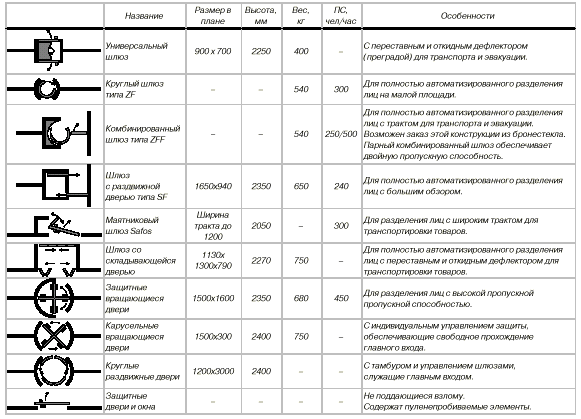 Название Размер в плане Высота, мм Вес, кг ПС, чел/час Особенности
Универсальный шлюз 900 x 700 2250 400 – С переставным и откидным дефлектором (преградой) для транспорта и эвакуации.
Круглый шлюз типа ZF – – 540 300 Для полностью автоматизированного разделения лиц на малой площади.
Комбинированный шлюз типа ZFF – – 540 250/500 Для полностью автоматизированного разделения лиц с трактом для транспорта и эвакуации. Возможен заказ этой конструкции из бронестекла. Парный комбинированный шлюз обеспечивает двойную пропускную способность.
Шлюз с раздвижной дверью типа SF 1650x940 2350 650 240 Для полностью автоматизированного разделения лиц с большим обзором.
Маятниковый шлюз Safos Ширина тракта до 1200 2050 – 300 Для разделения лиц с широким трактом для транспортировки товаров.
Шлюз со складывающейся дверью 1130x 1300x790 2270 750 – Для полностью автоматизированного разделения лиц с переставным и откидным дефлектором для транспортировки товаров.
Защитные вращающиеся двери 1500x1600 2350 680 450 Для разделения лиц с высокой пропускной пропускной способностью.
Карусельные вращающиеся двери 1500x300 2400 750 – С индивидуальным управлением защиты, обеспечивающие свободное прохождение главного входа.
Круглые раздвижные двери 1200x3000 2400 – – С тамбуром и управлением шлюзами, служащие главным входом.
Защитные двери и окна – – – – Не поддающиеся взлому. Содержат пуленепробиваемые элементы.